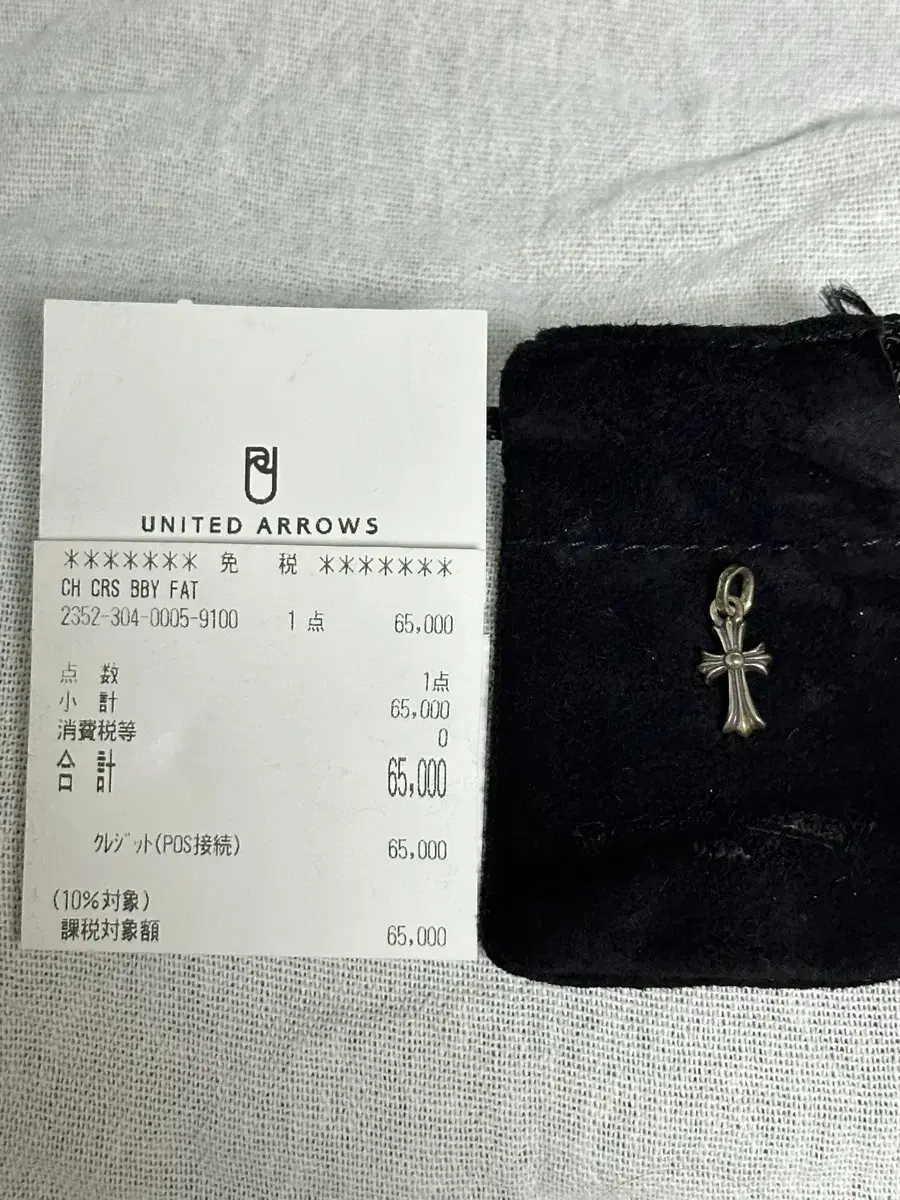 UNITED ARROWS
******* 免 税 *******
CH CRS BBY FAT
2352-304-0005-9100 1点 65,000
点 数 1点
小 計 65,000
消費税等 0
合 計 65,000
クレジット(POS接続) 65,000
(10%対象)
課税対象額 65,000